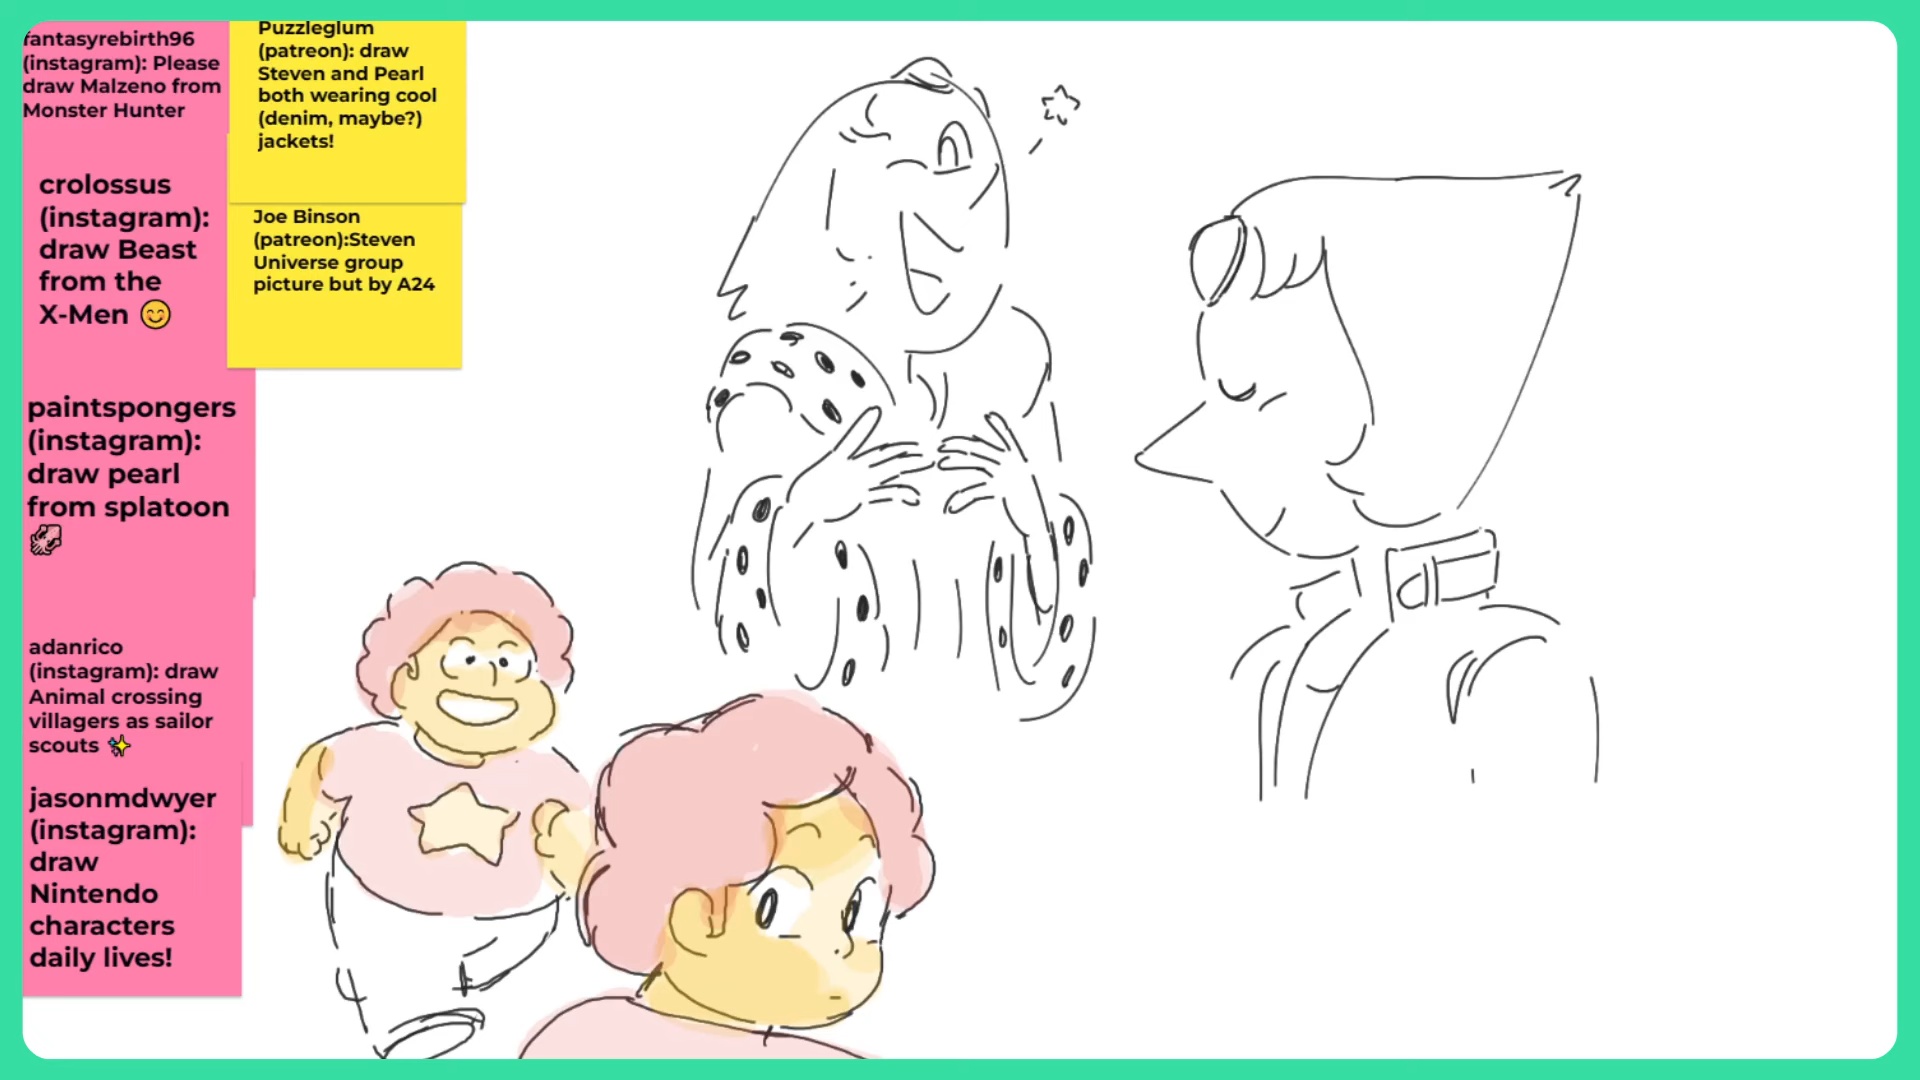 fantasyrebirth96
(instagram): Please
draw Malzeno from
Monster Hunter
crolossus
(instagram):
draw Beast
from the
X-Men 😊
paintspongers
(instagram):
draw pearl
from splatoon
🦑
adanrico
(instagram): draw
Animal crossing
villagers as sailor
scouts ✨
jasonmdwyer
(instagram):
draw
Nintendo
characters
daily lives!
Puzzleglum
(patreon): draw
Steven and Pearl
both wearing cool
(denim, maybe?)
jackets!
Joe Binson
(patreon):Steven
Universe group
picture but by A24